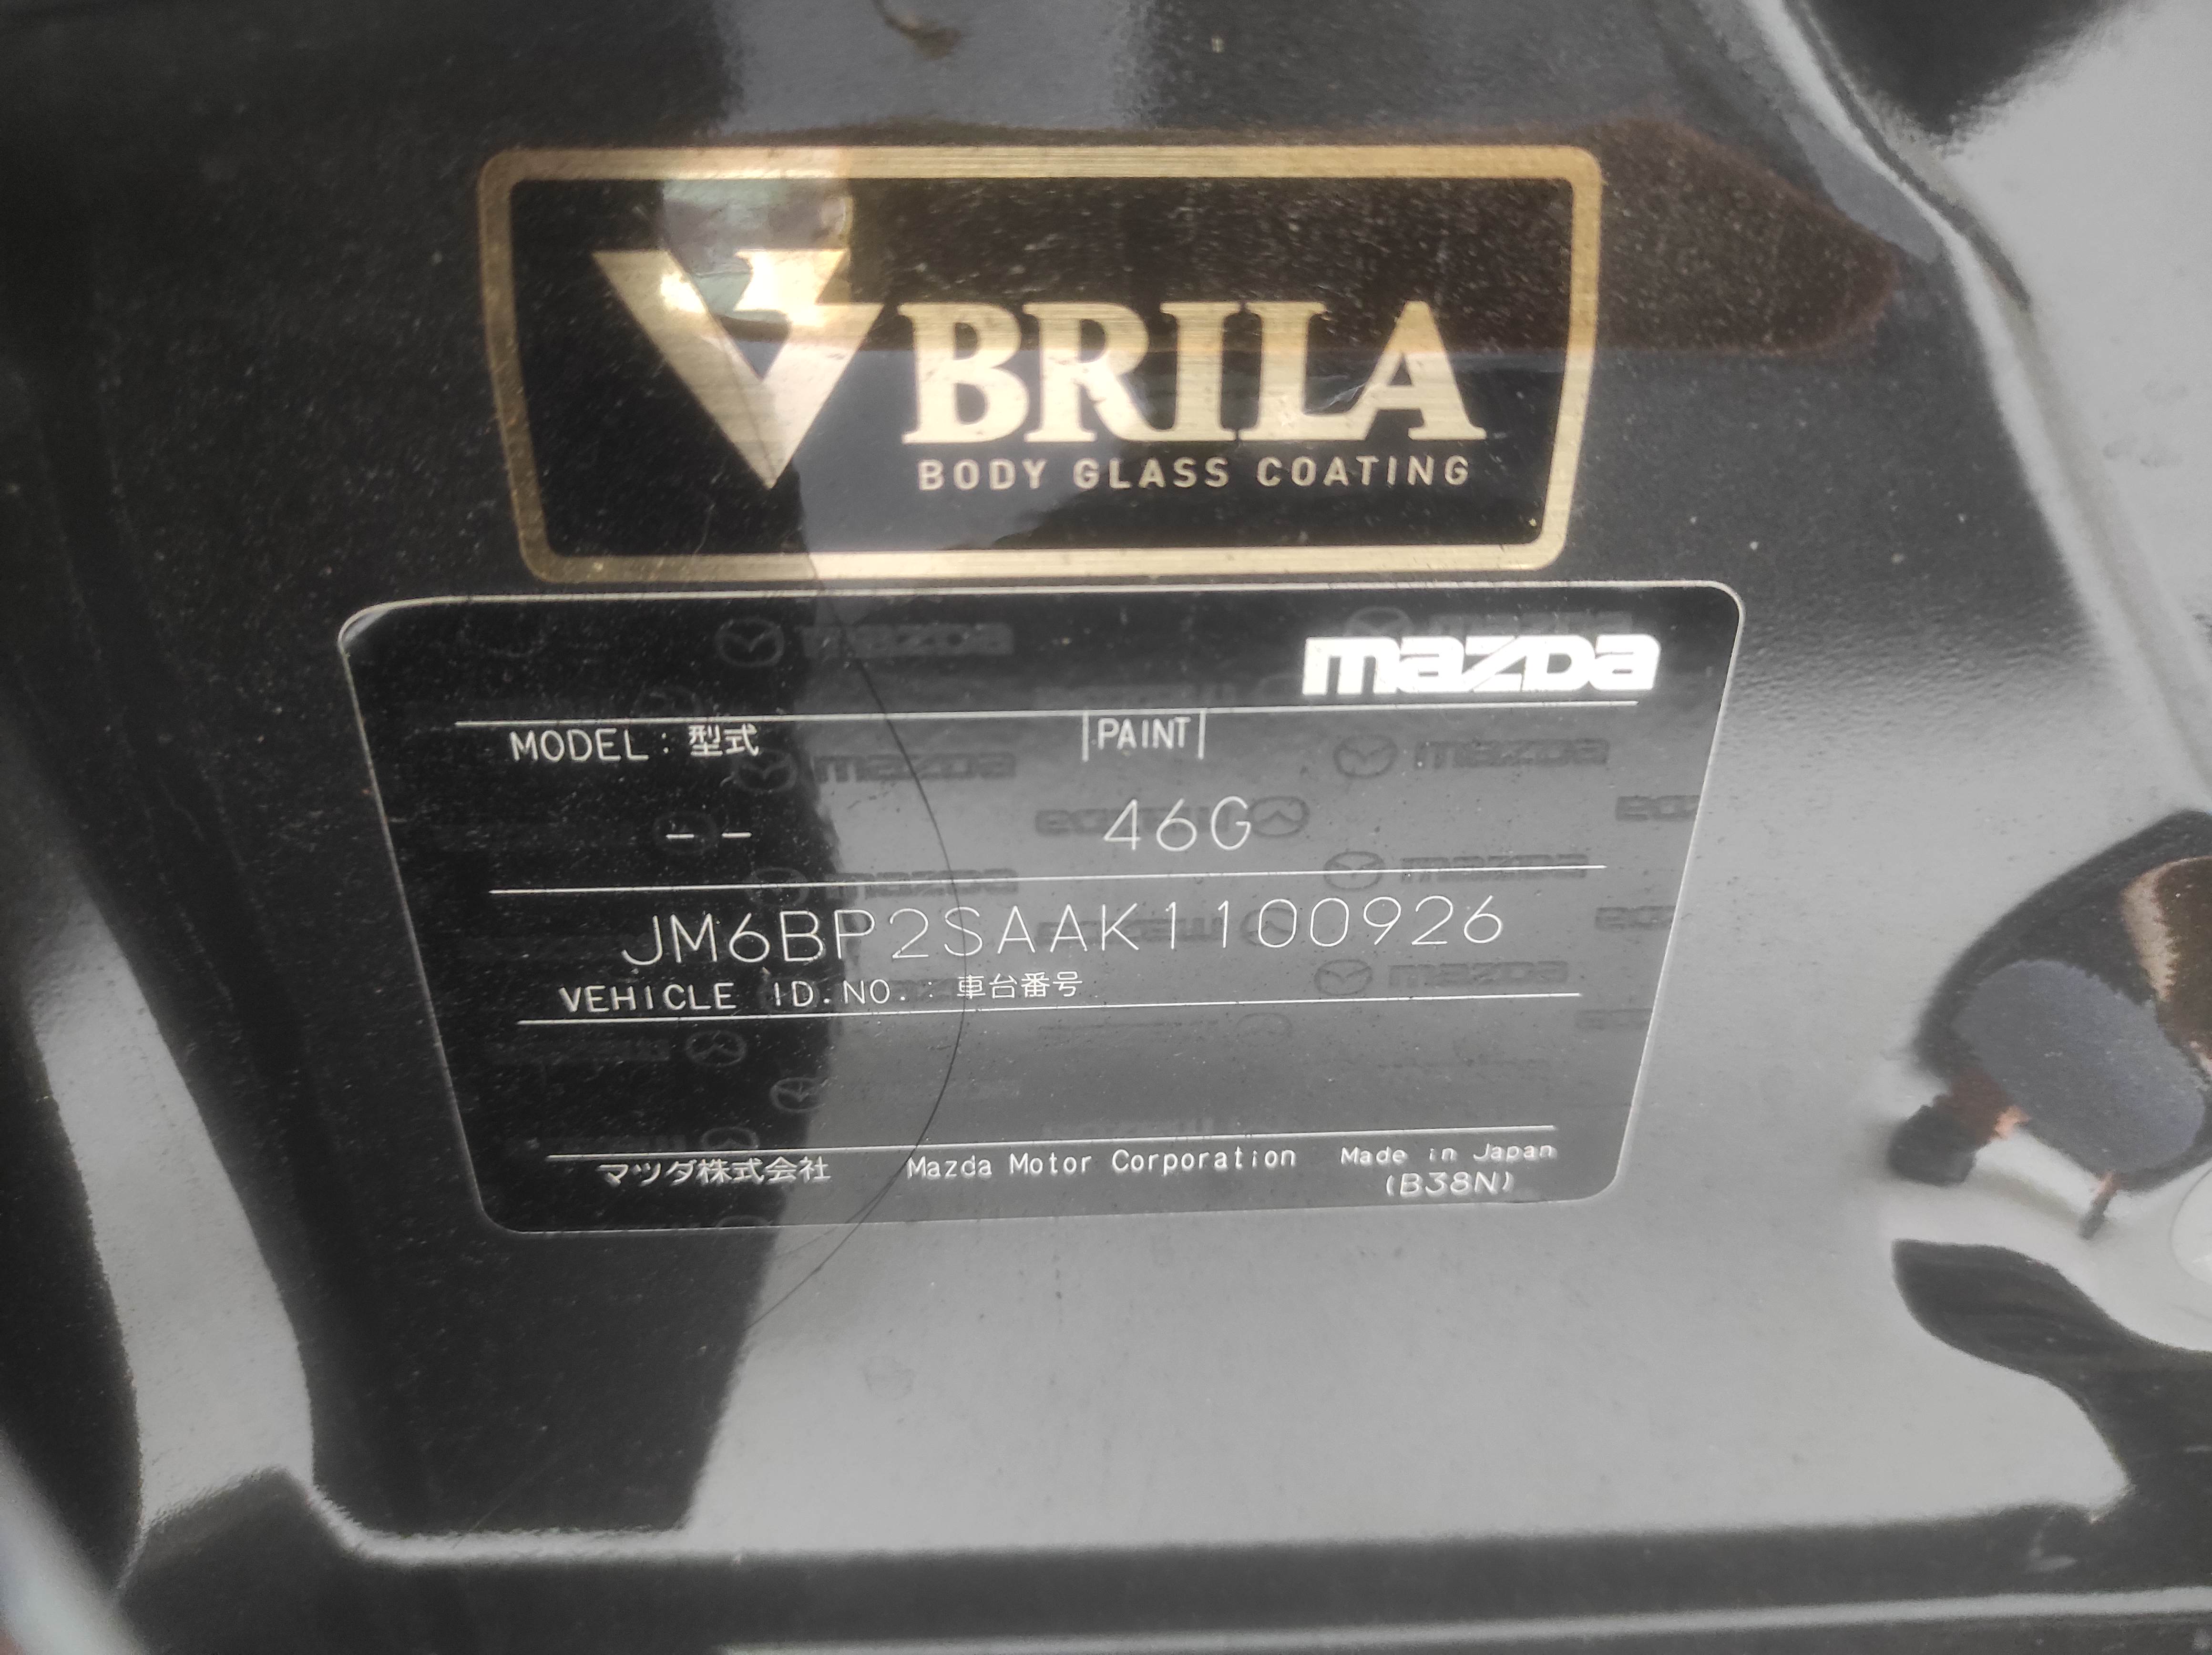 BRILA
BODY GLASS COATING
mazda
MODEL : 型式 PAINT
-- 46G
JM6BP2SAAK1100926
VEHICLE ID.NO. : 車台番号
マツダ株式会社 Mazda Motor Corporation Made in Japan
(B38N)